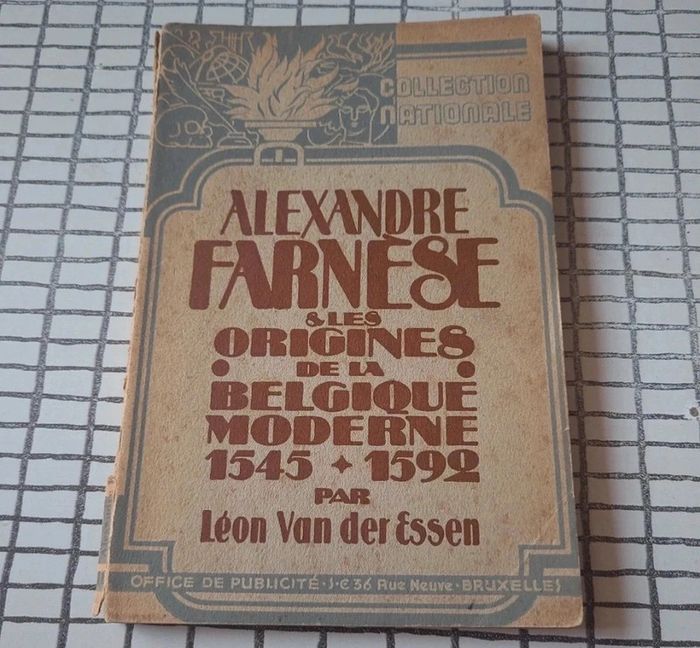 COLLECTION
NATIONALE
ALEXANDRE
FARNÈSE
& LES
ORIGINES
• DE LA •
BELGIQUE
MODERNE
1545 ✦ 1592
PAR
Léon Van der Essen
OFFICE DE PUBLICITÉ · S·C 36 Rue Neuve · BRUXELLES